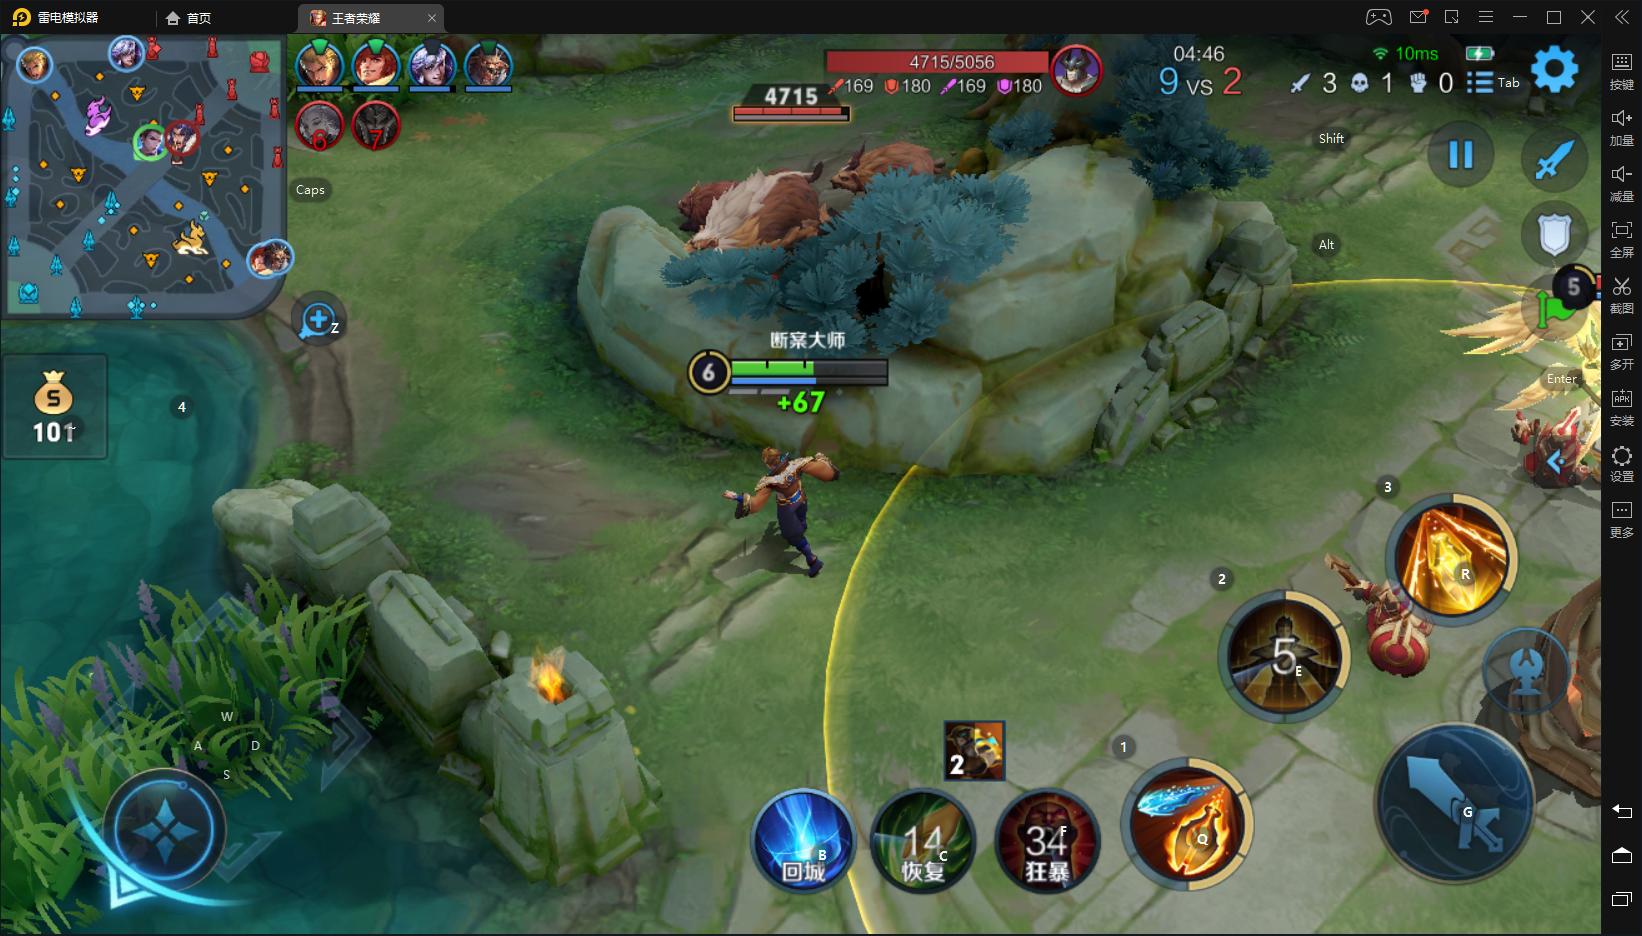 雷电模拟器
首页
王者荣耀
4715/5056
169 180 169 180
4715
04:46
9 VS 2
10ms
3 1 0 Tab
6 7
Caps
Shift
Alt
Z
5
Enter
101
4
断案大师
6
+67
3
R
2
5
E
W
A D
S
2
1
B
回城
14
C
恢复
34
F
狂暴
Q
G
按键
加量
减量
全屏
截图
多开
APK
安装
设置
更多